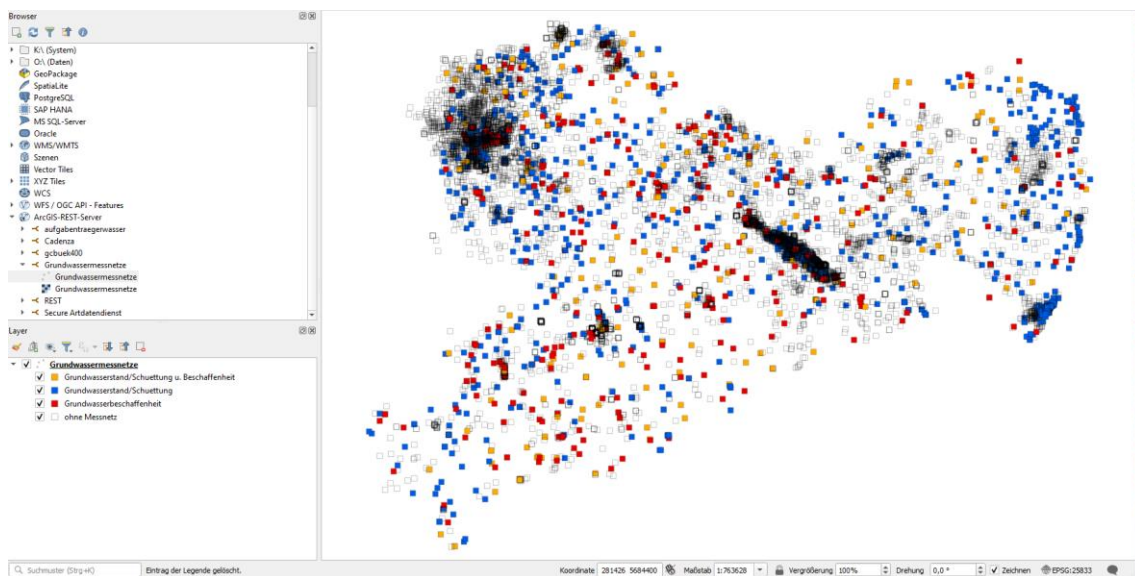 Browser
K:\ (System)
O:\ (Daten)
GeoPackage
SpatiaLite
PostgreSQL
SAP HANA
MS SQL-Server
Oracle
WMS/WMTS
Szenen
Vector Tiles
XYZ Tiles
WCS
WFS / OGC API - Features
ArcGIS-REST-Server
aufgabentraegerwasser
Cadenza
gcbuek400
Grundwassermessnetze
Grundwassermessnetze
Grundwassermessnetze
REST
Secure Artdatendienst
Layer
Grundwassermessnetze
Grundwasserstand/Schuettung u. Beschaffenheit
Grundwasserstand/Schuettung
Grundwasserbeschaffenheit
ohne Messnetz
Suchmuster (Strg+K) Eintrag der Legende gelöscht. Koordinate 281426 5684400 Maßstab 1:763628 Vergrößerung 100% Drehung 0,0 ° Zeichnen EPSG:25833